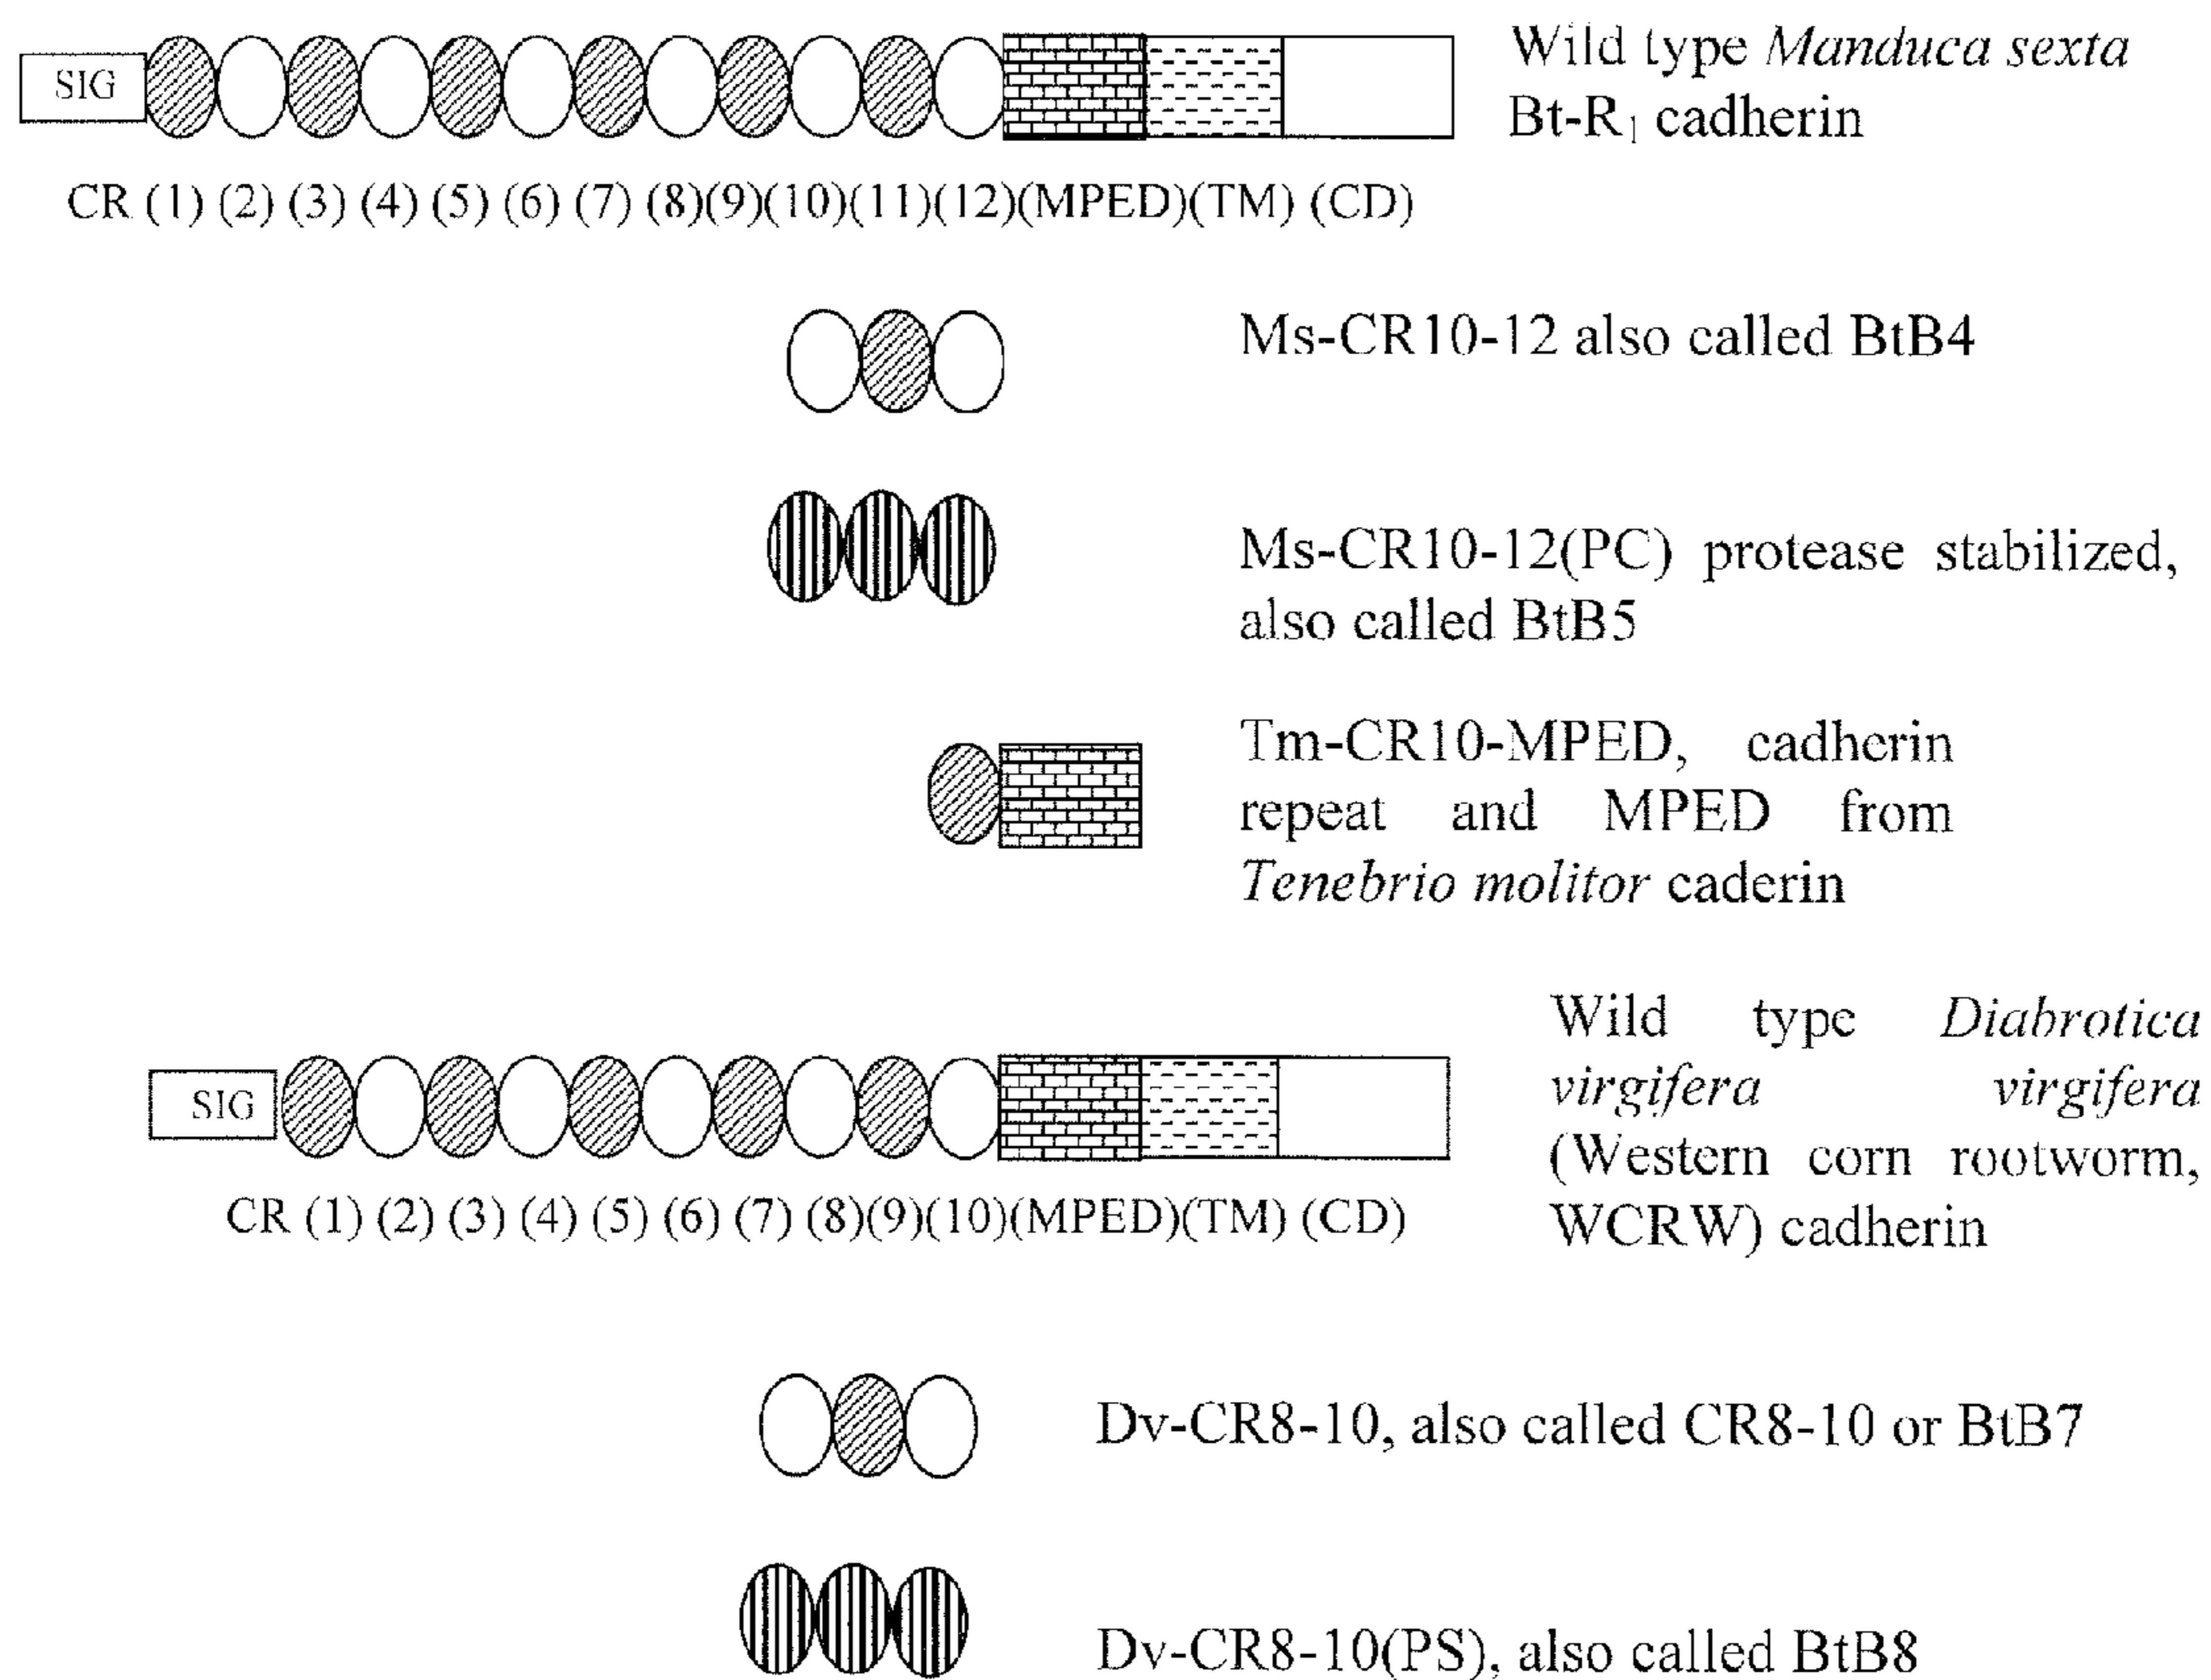 SIG
Wild type Manduca sexta
Bt-R₁ cadherin
CR (1) (2) (3) (4) (5) (6) (7) (8)(9)(10)(11)(12)(MPED)(TM) (CD)
Ms-CR10-12 also called BtB4
Ms-CR10-12(PC) protease stabilized,
also called BtB5
Tm-CR10-MPED, cadherin
repeat and MPED from
Tenebrio molitor caderin
Wild type Diabrotica
virgifera virgifera
(Western corn rootworm,
WCRW) cadherin
SIG
CR (1) (2) (3) (4) (5) (6) (7) (8)(9)(10)(MPED)(TM) (CD)
Dv-CR8-10, also called CR8-10 or BtB7
Dv-CR8-10(PS), also called BtB8